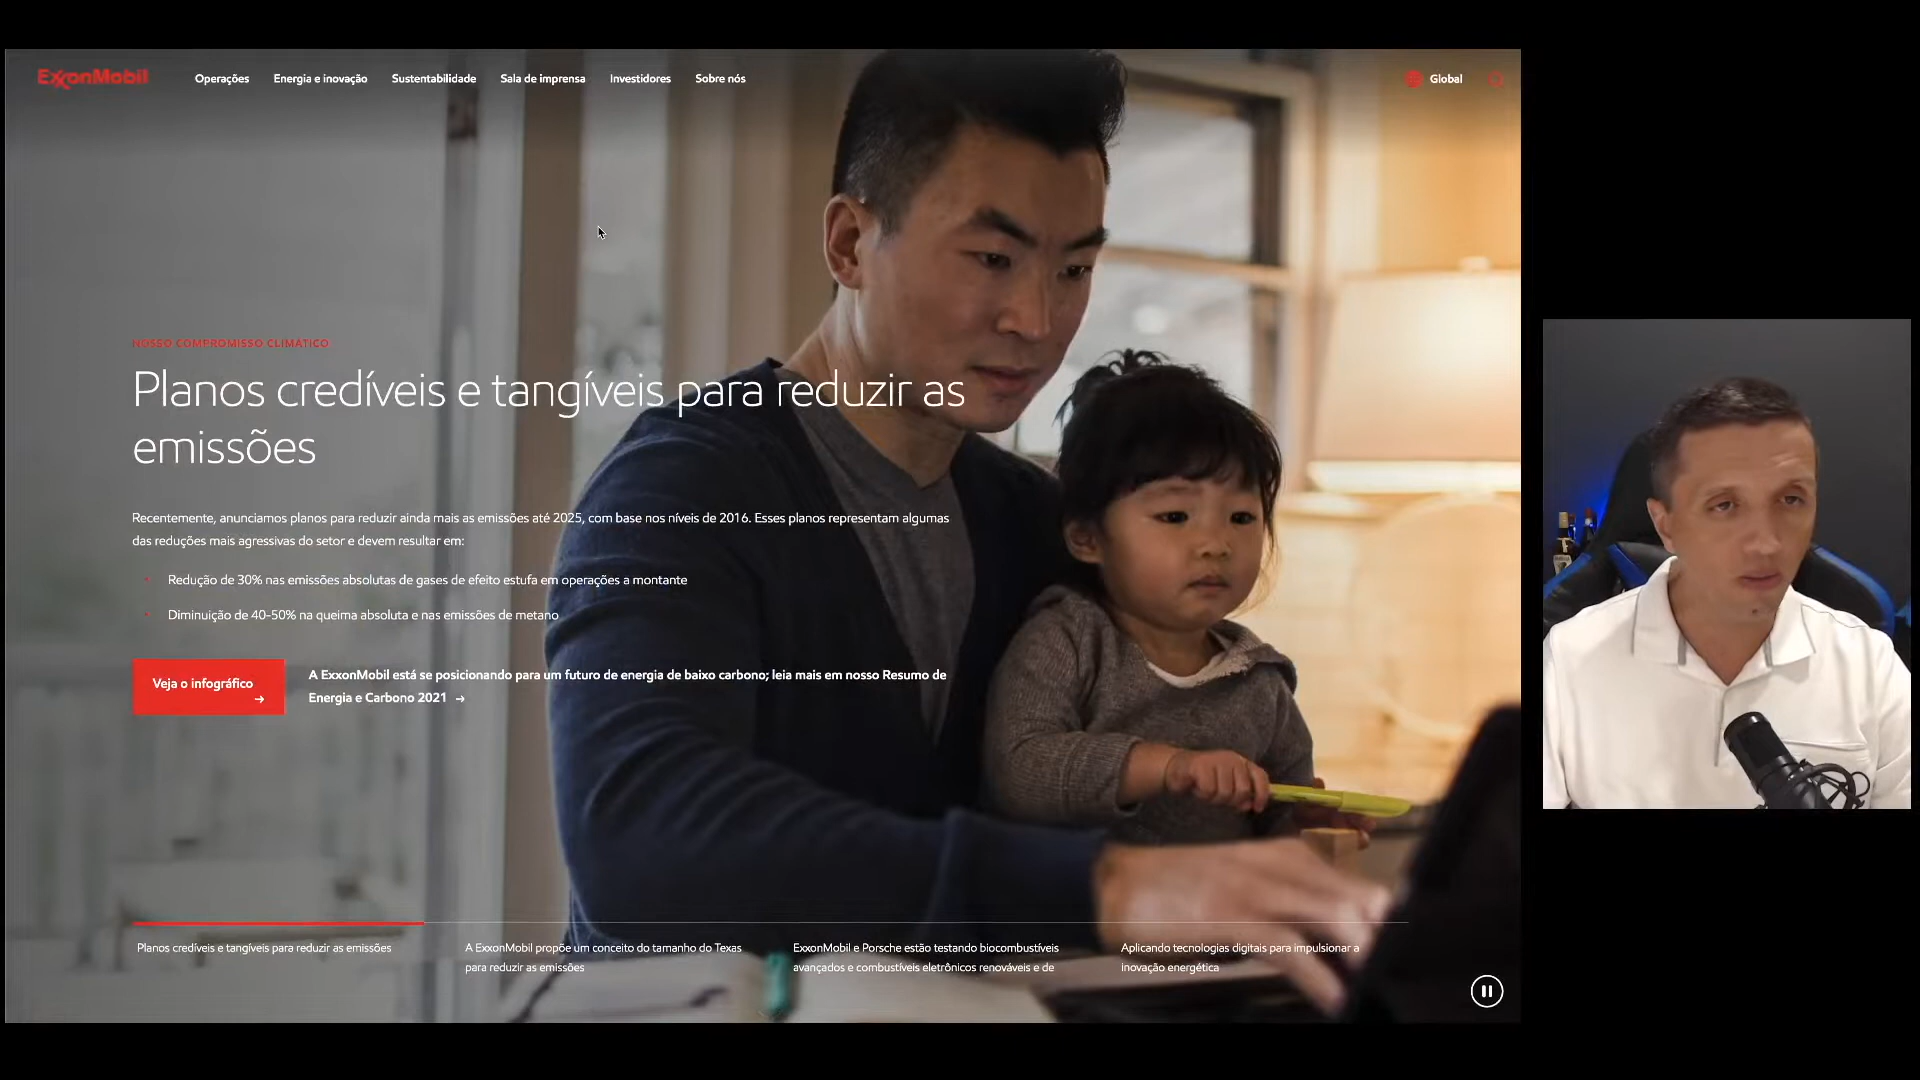 ExxonMobil
Operações Energia e inovação Sustentabilidade Sala de imprensa Investidores Sobre nós Global
NOSSO COMPROMISSO CLIMÁTICO
Planos credíveis e tangíveis para reduzir as
emissões
Recentemente, anunciamos planos para reduzir ainda mais as emissões até 2025, com base nos níveis de 2016. Esses planos representam algumas
das reduções mais agressivas do setor e devem resultar em:
Redução de 30% nas emissões absolutas de gases de efeito estufa em operações a montante
Diminuição de 40-50% na queima absoluta e nas emissões de metano
Veja o infográfico →
A ExxonMobil está se posicionando para um futuro de energia de baixo carbono; leia mais em nosso Resumo de
Energia e Carbono 2021 →
Planos credíveis e tangíveis para reduzir as emissões
A ExxonMobil propõe um conceito do tamanho do Texas
para reduzir as emissões
ExxonMobil e Porsche estão testando biocombustíveis
avançados e combustíveis eletrônicos renováveis e de
Aplicando tecnologias digitais para impulsionar a
inovação energética